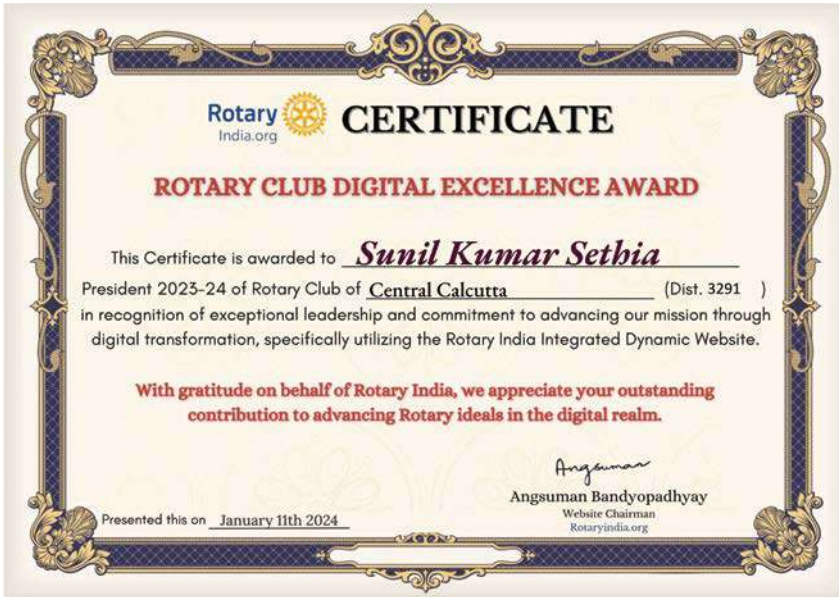 Rotary
India.org
CERTIFICATE
ROTARY CLUB DIGITAL EXCELLENCE AWARD
This Certificate is awarded to Sunil Kumar Sethia
President 2023-24 of Rotary Club of Central Calcutta (Dist. 3291 )
in recognition of exceptional leadership and commitment to advancing our mission through
digital transformation, specifically utilizing the Rotary India Integrated Dynamic Website.
With gratitude on behalf of Rotary India, we appreciate your outstanding
contribution to advancing Rotary ideals in the digital realm.
Angsuman
Angsuman Bandyopadhyay
Website Chairman
Rotaryindia.org
Presented this on January 11th 2024